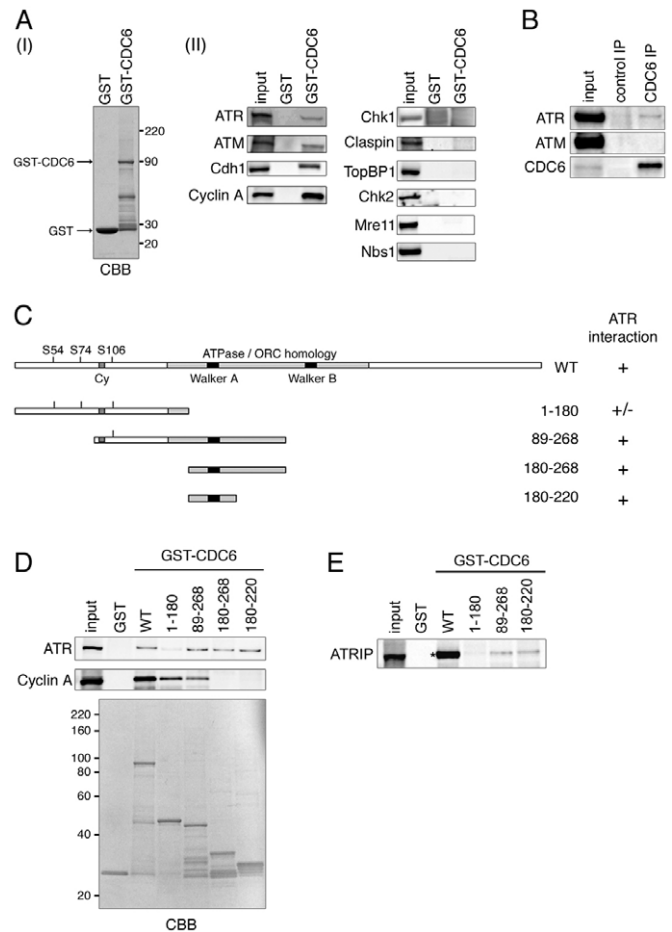 A
(I)
GST
GST-CDC6
220
GST-CDC6
90
GST
30
20
CBB
(II)
input
GST
GST-CDC6
ATR
ATM
Cdh1
Cyclin A
input
GST
GST-CDC6
Chk1
Claspin
TopBP1
Chk2
Mre11
Nbs1
B
input
control IP
CDC6 IP
ATR
ATM
CDC6
C
ATR
interaction
S54 S74 S106
ATPase / ORC homology
WT +
Cy Walker A Walker B
1-180 +/-
89-268 +
180-268 +
180-220 +
D
GST-CDC6
input
GST
WT
1-180
89-268
180-268
180-220
ATR
Cyclin A
220
160
100
80
60
40
20
CBB
E
GST-CDC6
input
GST
WT
1-180
89-268
180-220
ATRIP *